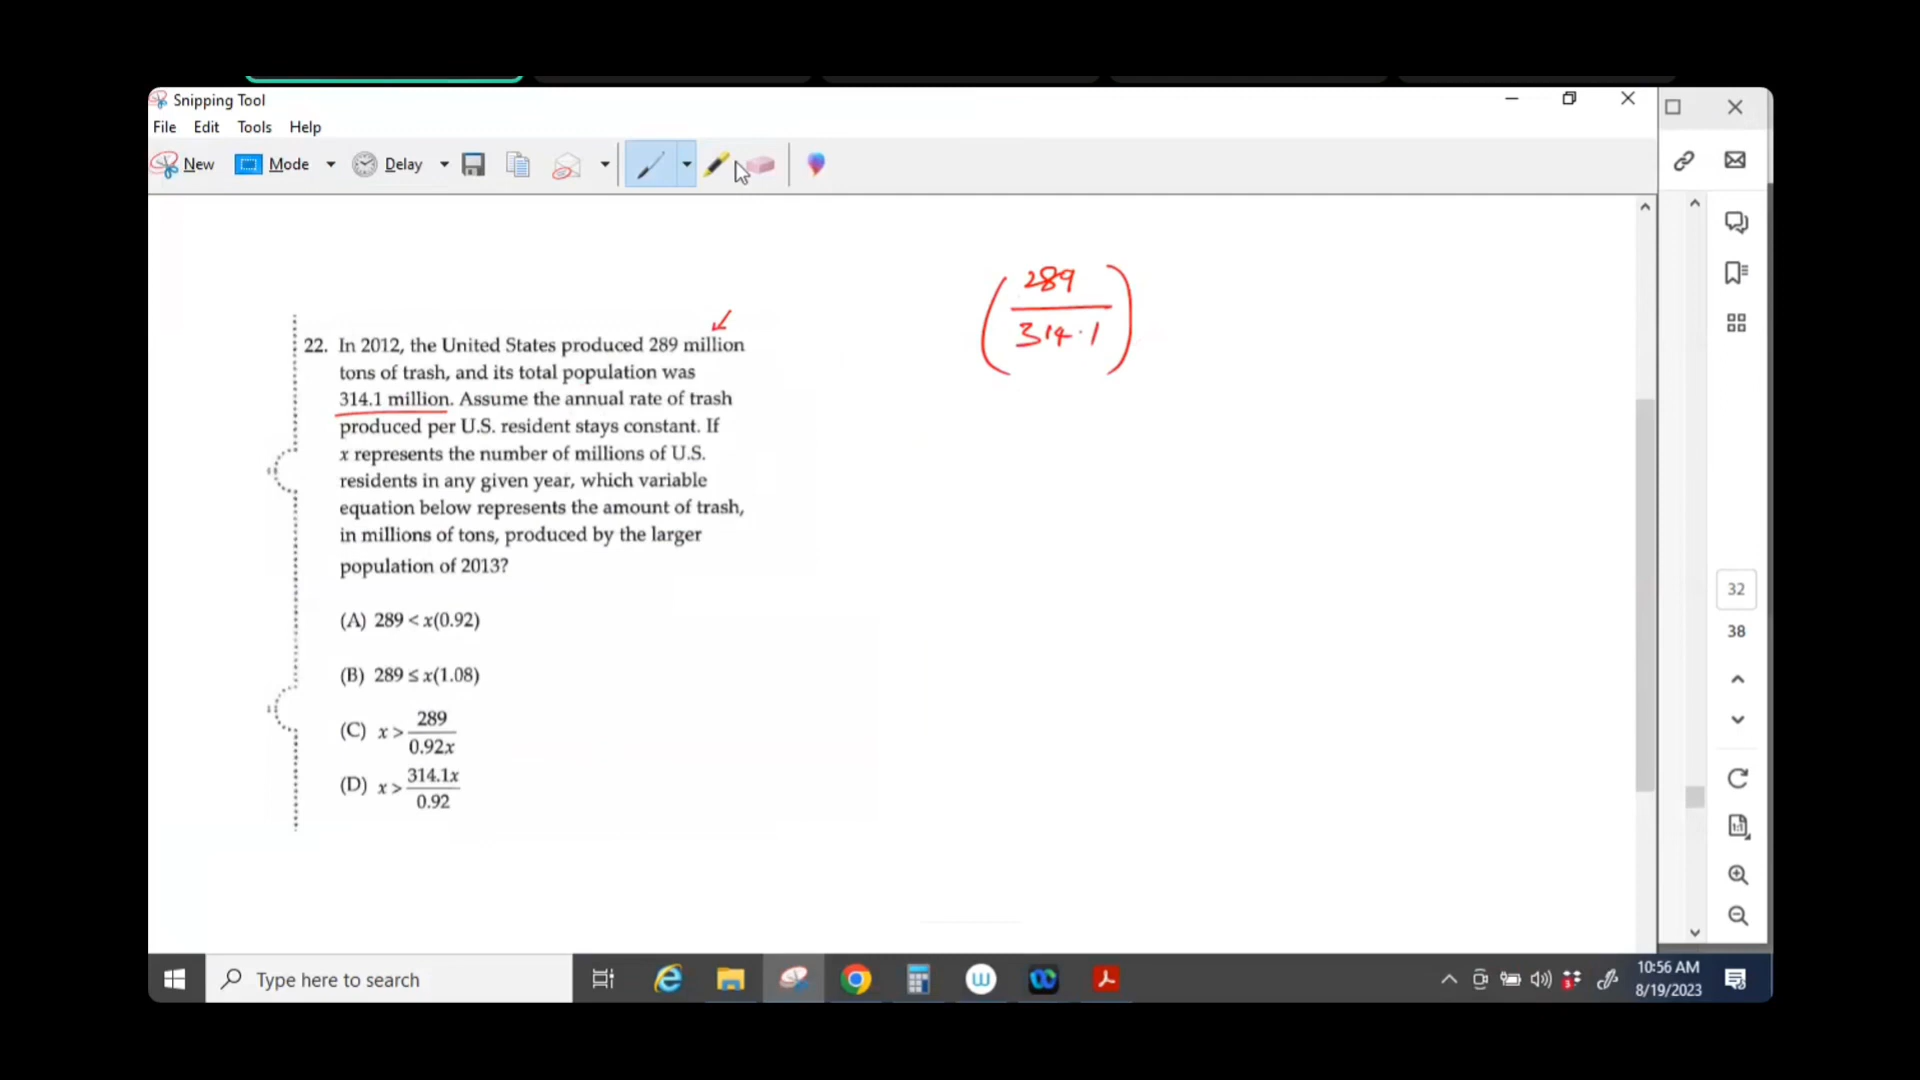 Snipping Tool
File Edit Tools Help
New Mode Delay
289
314.1
22. In 2012, the United States produced 289 million
tons of trash, and its total population was
314.1 million. Assume the annual rate of trash
produced per U.S. resident stays constant. If
x represents the number of millions of U.S.
residents in any given year, which variable
equation below represents the amount of trash,
in millions of tons, produced by the larger
population of 2013?
(A) 289 < x(0.92)
(B) 289 ≤ x(1.08)
(C) x > 289/0.92x
(D) x > 314.1x/0.92
32
38
Type here to search
10:56 AM
8/19/2023